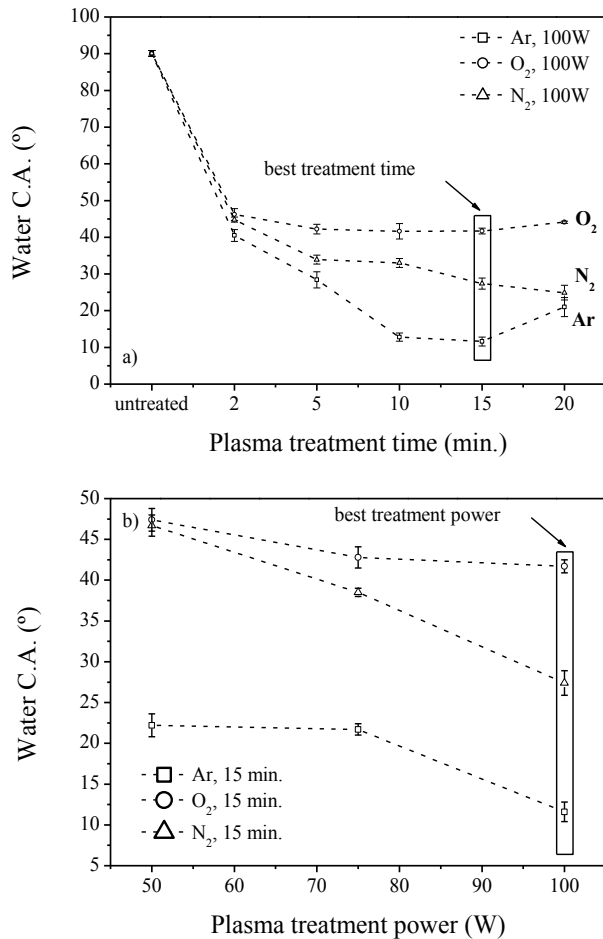 100
90
80
70
60
50
40
30
20
10
0
Water C.A. (º)
Ar, 100W
O₂, 100W
N₂, 100W
best treatment time
O₂
N₂
Ar
a)
untreated 2 5 10 15 20
Plasma treatment time (min.)
50
45
40
35
30
25
20
15
10
5
Water C.A. (º)
b)
best treatment power
Ar, 15 min.
O₂, 15 min.
N₂, 15 min.
50 60 70 80 90 100
Plasma treatment power (W)